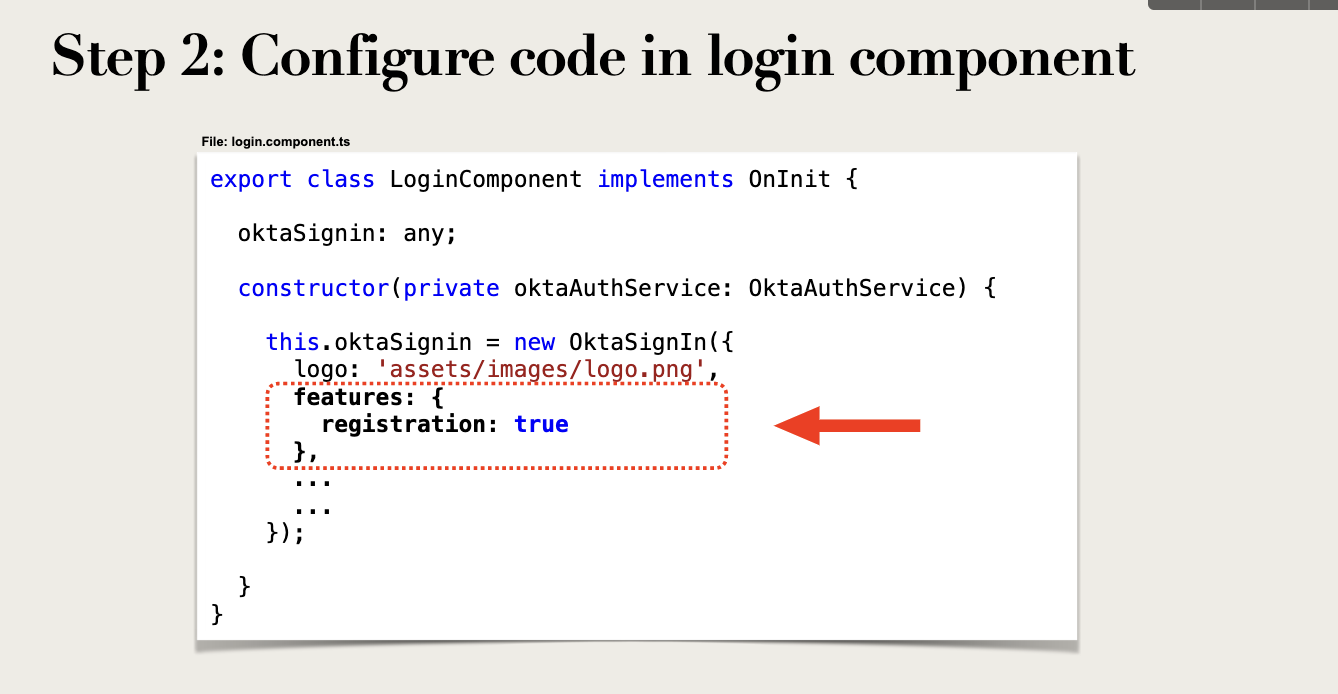 Step 2: Configure code in login component
File: login.component.ts
export class LoginComponent implements OnInit {
oktaSignin: any;
constructor(private oktaAuthService: OktaAuthService) {
this.oktaSignin = new OktaSignIn({
logo: 'assets/images/logo.png',
features: {
registration: true
},
...
...
});
}
}